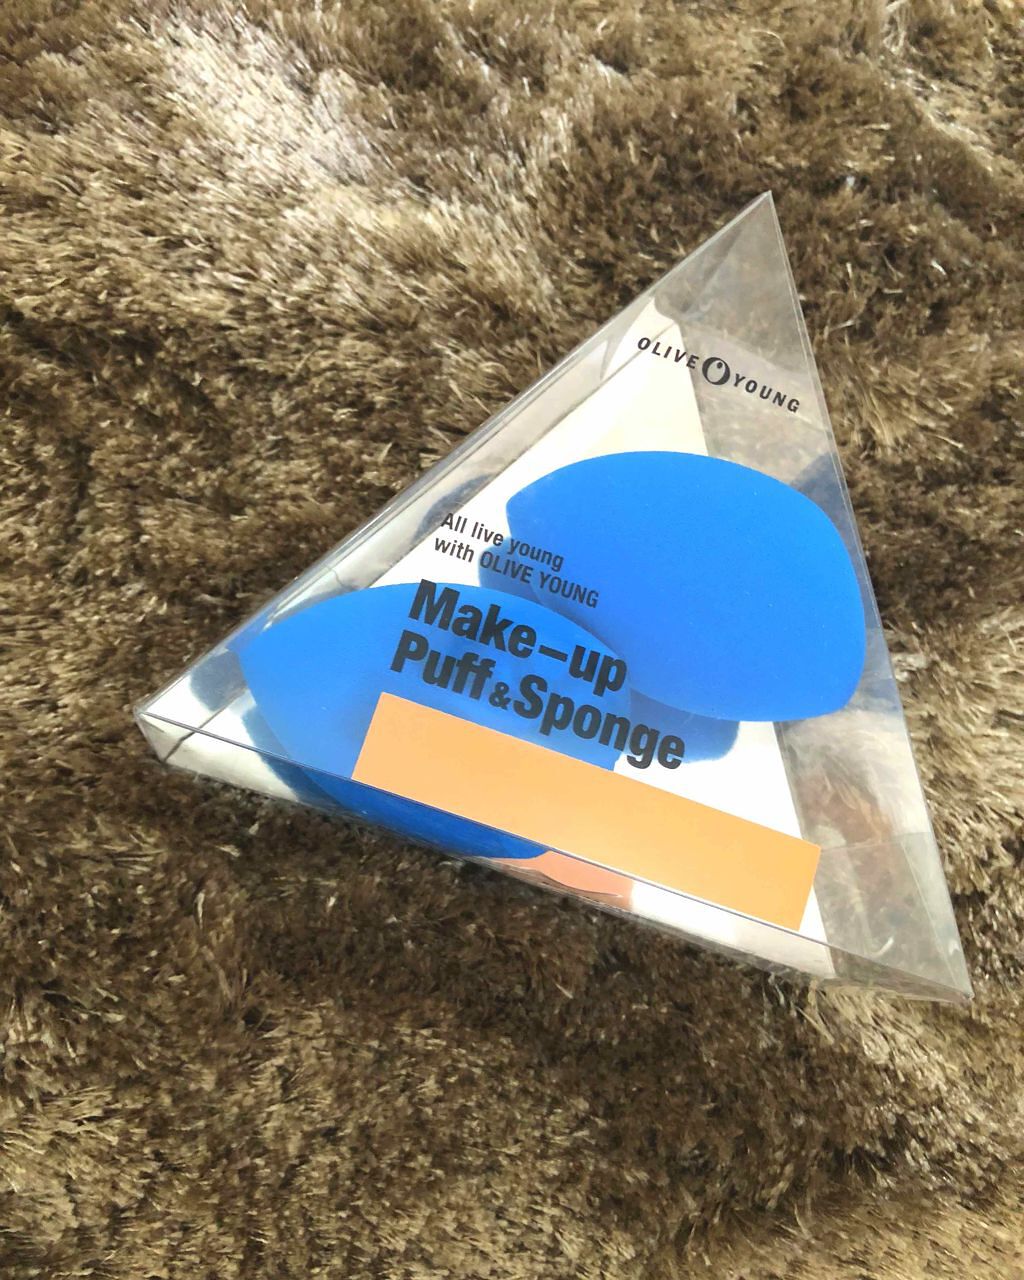 OLIVE YOUNG
All live young
with OLIVE YOUNG
Make-up
Puff & Sponge